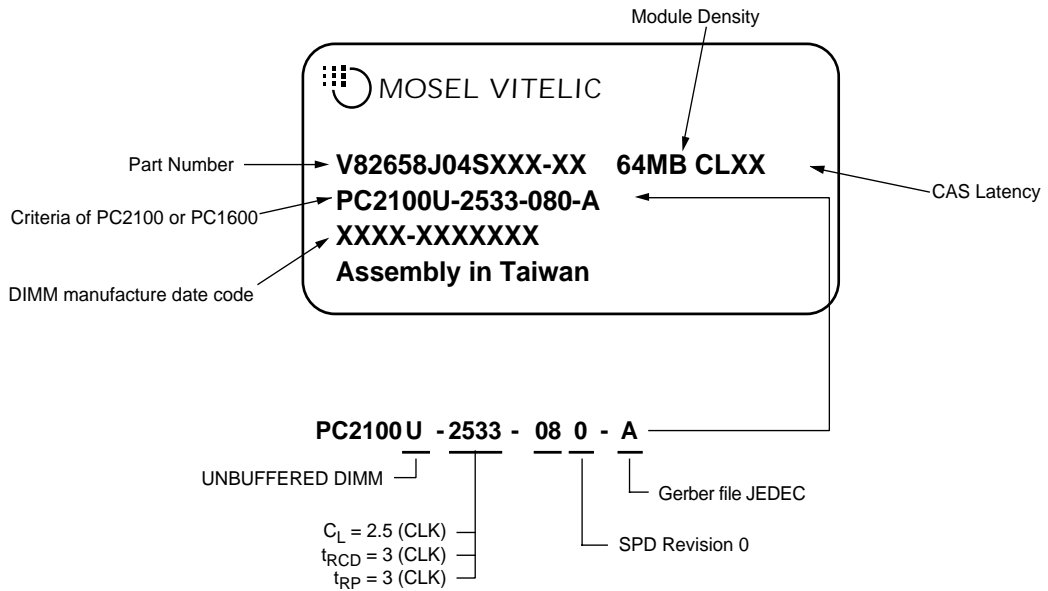 Module Density
MOSEL VITELIC
Part Number
V82658J04SXXX-XX 64MB CLXX
CAS Latency
Criteria of PC2100 or PC1600
PC2100U-2533-080-A
XXXX-XXXXXXX
DIMM manufacture date code
Assembly in Taiwan
PC2100 U - 2533 - 08 0 - A
UNBUFFERED DIMM
Gerber file JEDEC
CL = 2.5 (CLK)
SPD Revision 0
tRCD = 3 (CLK)
tRP = 3 (CLK)